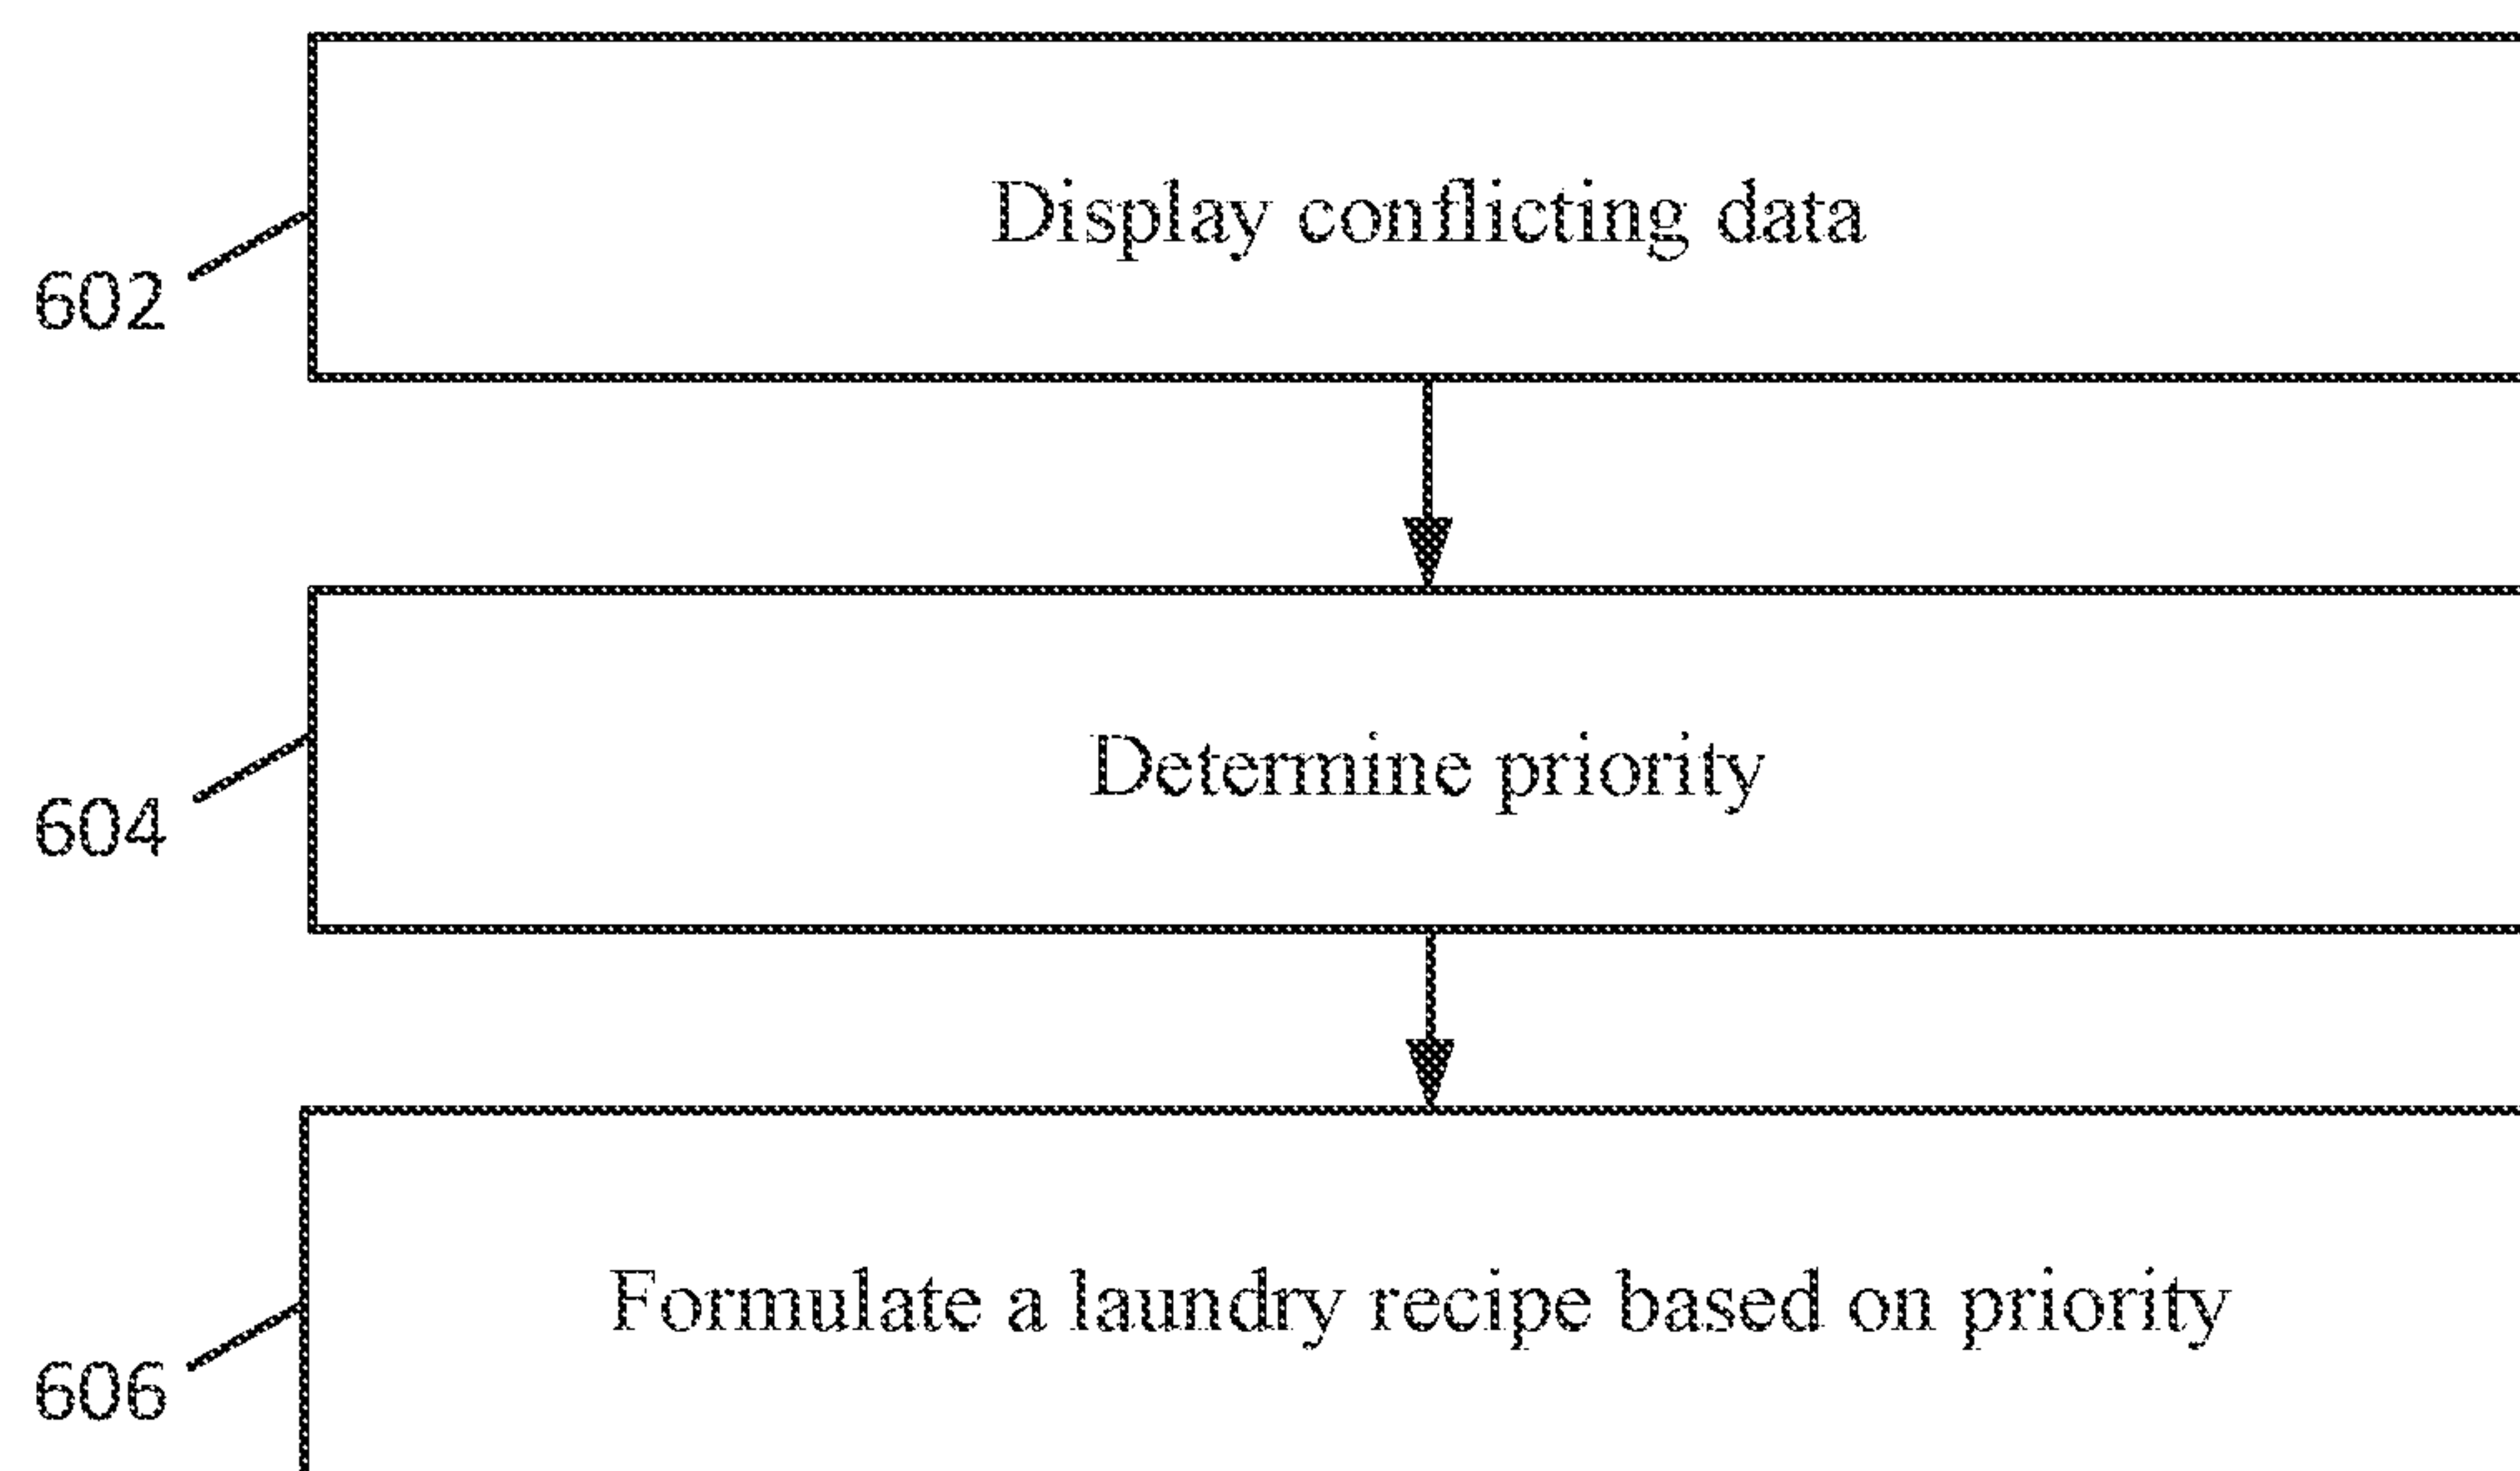 Display conflicting data
602
Determine priority
604
Formulate a laundry recipe based on priority
606